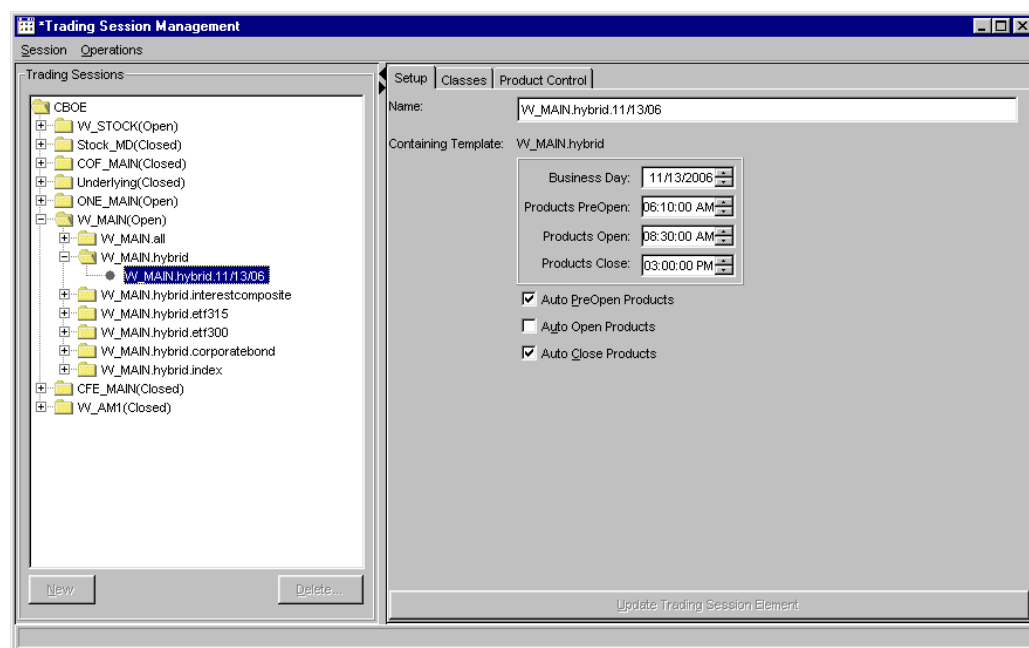 *Trading Session Management
Session Operations
Trading Sessions
CBOE
W_STOCK(Open)
Stock_MD(Closed)
COF_MAIN(Closed)
Underlying(Closed)
ONE_MAIN(Open)
W_MAIN(Open)
W_MAIN.all
W_MAIN.hybrid
W_MAIN.hybrid.11/13/06
W_MAIN.hybrid.interestcomposite
W_MAIN.hybrid.etf315
W_MAIN.hybrid.etf300
W_MAIN.hybrid.corporatebond
W_MAIN.hybrid.index
CFE_MAIN(Closed)
W_AM1(Closed)
New Delete...
Setup Classes Product Control
Name: W_MAIN.hybrid.11/13/06
Containing Template: W_MAIN.hybrid
Business Day: 11/13/2006
Products PreOpen: 06:10:00 AM
Products Open: 08:30:00 AM
Products Close: 03:00:00 PM
Auto PreOpen Products
Auto Open Products
Auto Close Products
Update Trading Session Element